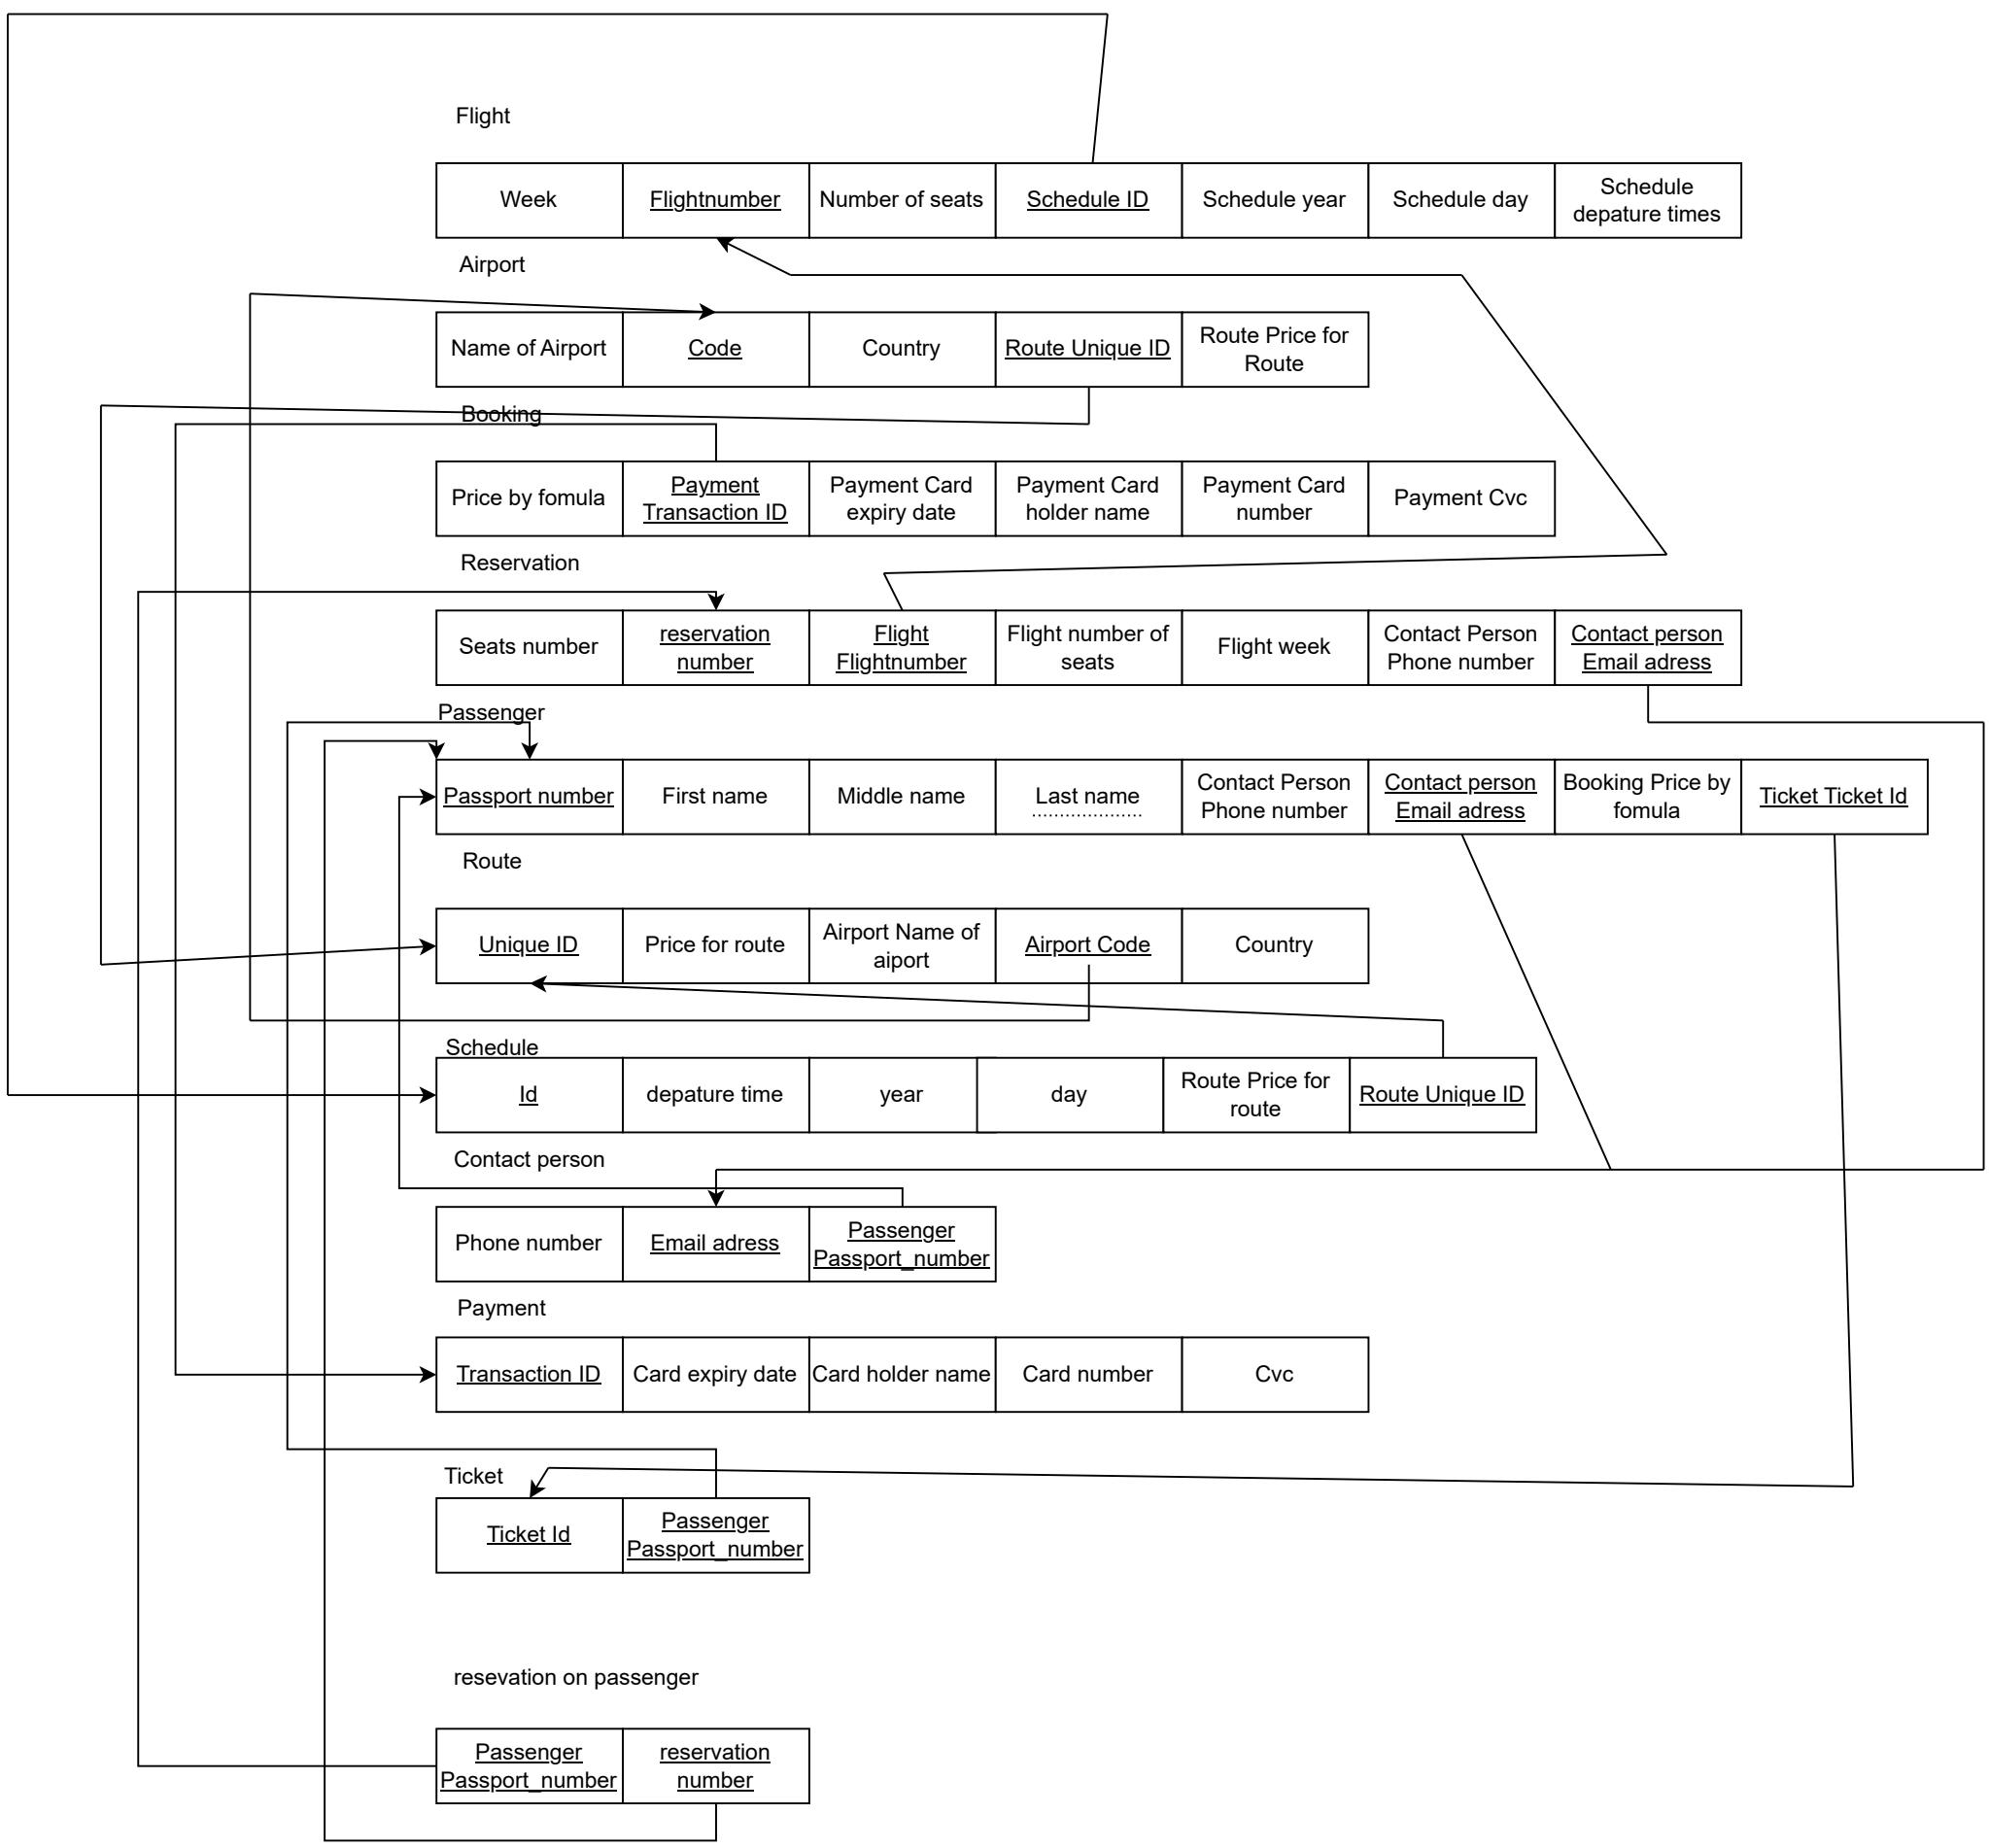 Flight
Week
Flightnumber
Number of seats
Schedule ID
Schedule year
Schedule day
Schedule
depature times
Airport
Name of Airport
Code
Country
Route Unique ID
Route Price for
Route
Booking
Price by fomula
Payment
Transaction ID
Payment Card
expiry date
Payment Card
holder name
Payment Card
number
Payment Cvc
Reservation
Seats number
reservation
number
Flight
Flightnumber
Flight number of
seats
Flight week
Contact Person
Phone number
Contact person
Email adress
Passenger
Passport number
First name
Middle name
Last name
Contact Person
Phone number
Contact person
Email adress
Booking Price by
fomula
Ticket Ticket Id
Route
Unique ID
Price for route
Airport Name of
aiport
Airport Code
Country
Schedule
Id
depature time
year
day
Route Price for
route
Route Unique ID
Contact person
Phone number
Email adress
Passenger
Passport_number
Payment
Transaction ID
Card expiry date
Card holder name
Card number
Cvc
Ticket
Ticket Id
Passenger
Passport_number
resevation on passenger
Passenger
Passport_number
reservation
number